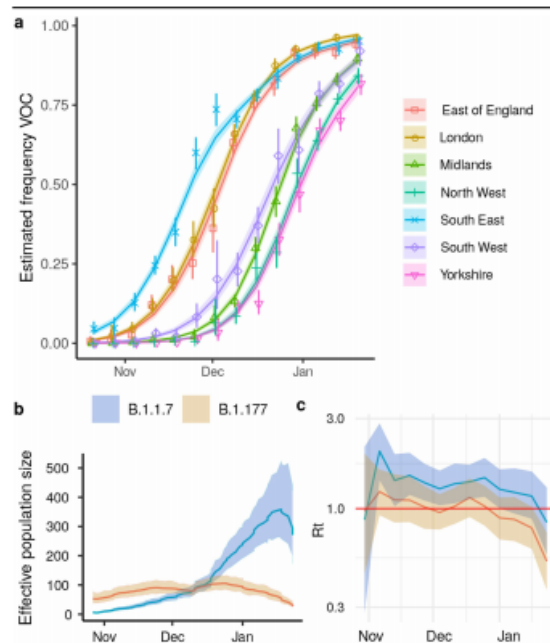 a
Estimated frequency VOC
1.00
0.75
0.50
0.25
0.00
Nov
Dec
Jan
East of England
London
Midlands
North West
South East
South West
Yorkshire
b
B.1.1.7
B.1.177
Effective population size
500
400
300
200
100
0
Nov
Dec
Jan
c
Rt
3.0
1.0
0.3
Nov
Dec
Jan